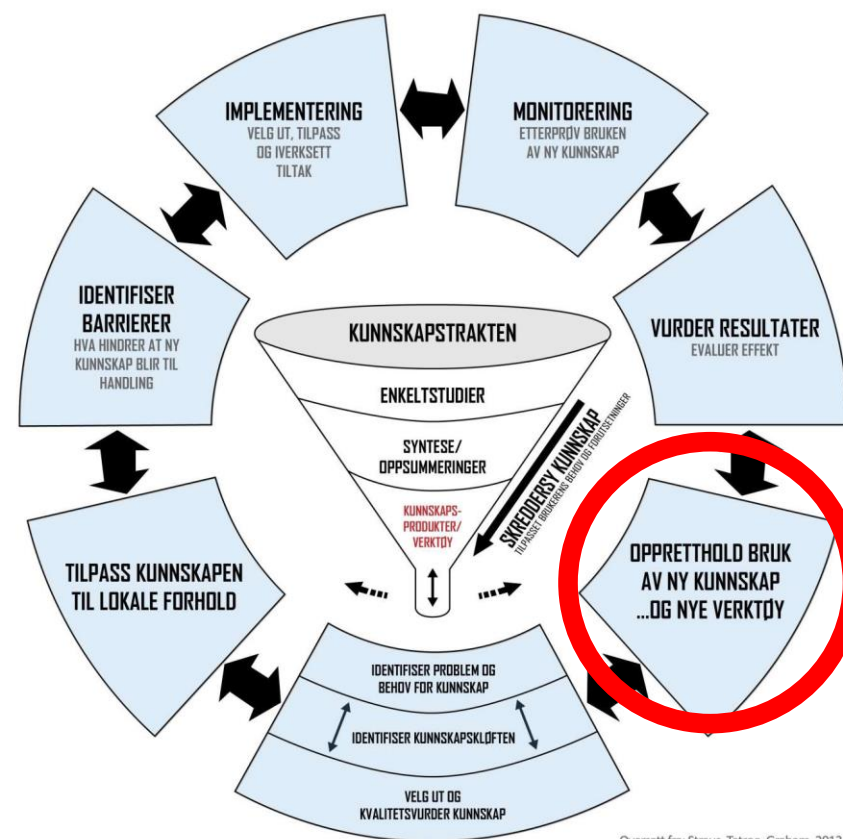 IMPLEMENTERING
VELG UT, TILPASS
OG IVERKSETT
TILTAK
MONITORERING
ETTERPRØV BRUKEN
AV NY KUNNSKAP
IDENTIFISER
BARRIERER
HVA HINDRER AT NY
KUNNSKAP BLIR TIL
HANDLING
VURDER RESULTATER
EVALUER EFFEKT
KUNNSKAPSTRAKTEN
ENKELTSTUDIER
SYNTESE/
OPPSUMMERINGER
KUNNSKAPS-
PRODUKTER/
VERKTØY
SKREDDERSY KUNNSKAP
TILPASSET BRUKERENS BEHOV OG FORUTSETNINGER
TILPASS KUNNSKAPEN
TIL LOKALE FORHOLD
OPPRETTHOLD BRUK
AV NY KUNNSKAP
...OG NYE VERKTØY
IDENTIFISER PROBLEM OG
BEHOV FOR KUNNSKAP
IDENTIFISER KUNNSKAPSKLØFTEN
VELG UT OG
KVALITETSVURDER KUNNSKAP